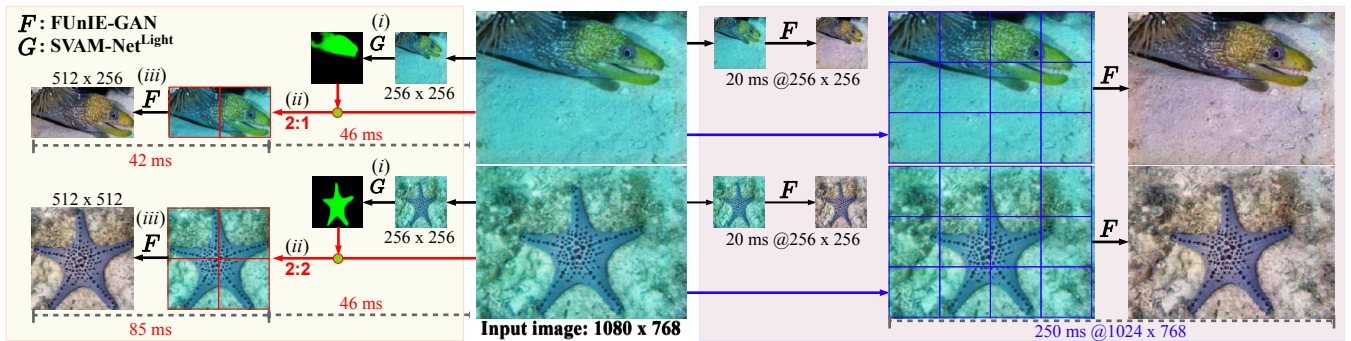 F: FUnIE-GAN
G: SVAM-Net^Light
(i)
G
256 x 256
512 x 256
(iii)
F
(ii)
2:1
46 ms
42 ms
(i)
G
256 x 256
512 x 512
(iii)
F
(ii)
2:2
46 ms
85 ms
Input image: 1080 x 768
F
20 ms @256 x 256
F
F
20 ms @256 x 256
F
250 ms @1024 x 768